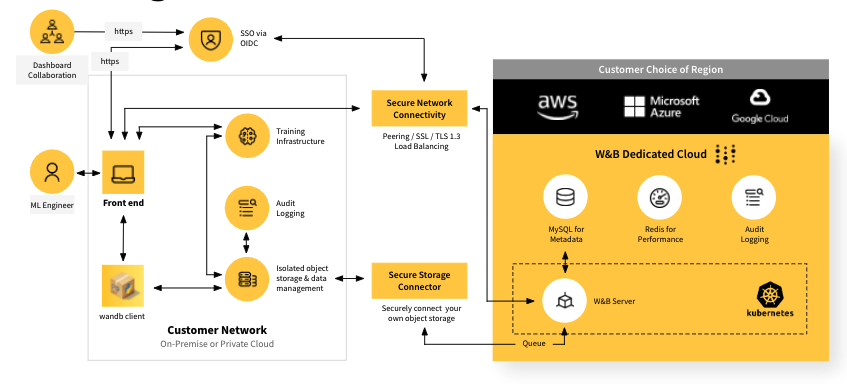 https
SSO via
OIDC
Dashboard
Collaboration
https
Customer Choice of Region
aws
Microsoft
Azure
Google Cloud
Secure Network
Connectivity
Peering / SSL / TLS 1.3
Load Balancing
Training
Infrastructure
W&B Dedicated Cloud
ML Engineer
Front end
Audit
Logging
MySQL for
Metadata
Redis for
Performance
Audit
Logging
Isolated object
storage & data
management
Secure Storage
Connector
W&B Server
kubernetes
wandb client
Securely connect your
own object storage
Customer Network
On-Premise or Private Cloud
Queue